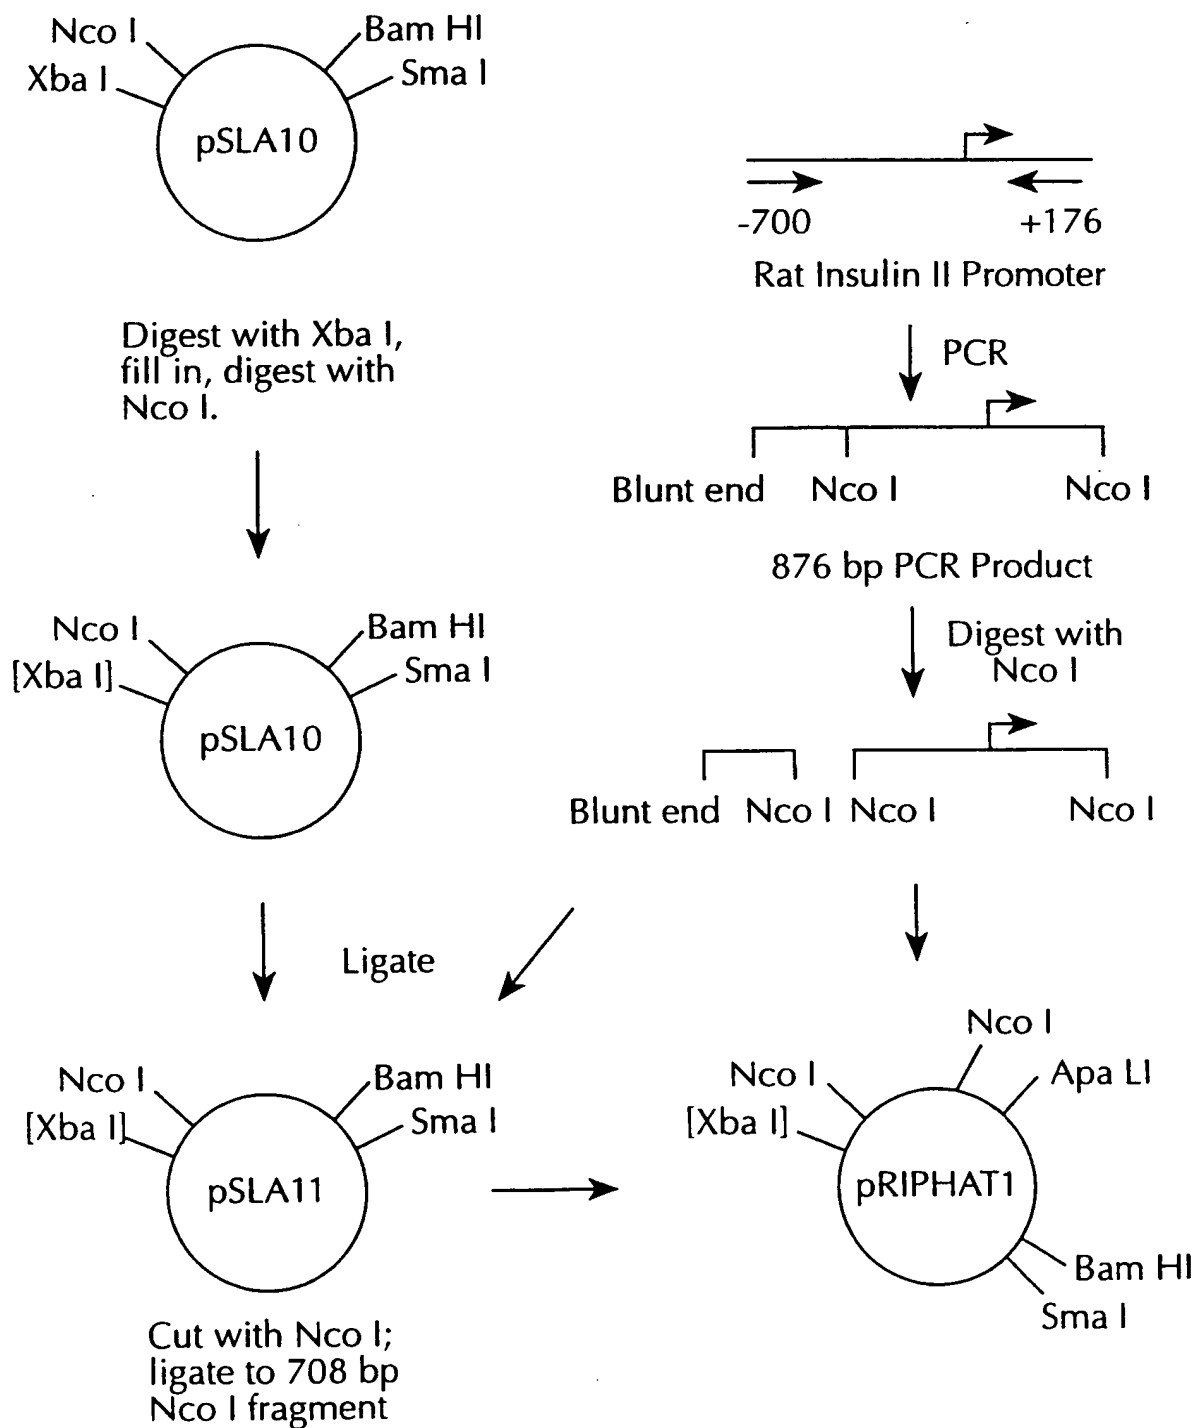 Nco I
Xba I
Bam HI
Sma I
pSLA10
Digest with Xba I,
fill in, digest with
Nco I.
-700
+176
Rat Insulin II Promoter
PCR
Blunt end
Nco I
Nco I
876 bp PCR Product
Digest with
Nco I
Nco I
[Xba I]
Bam HI
Sma I
pSLA10
Blunt end
Nco I
Nco I
Nco I
Ligate
Nco I
[Xba I]
Bam HI
Sma I
pSLA11
Cut with Nco I;
ligate to 708 bp
Nco I fragment
Nco I
Nco I
Apa LI
[Xba I]
pRIPHAT1
Bam HI
Sma I